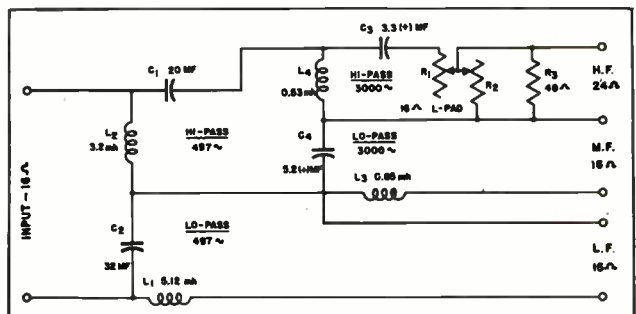 C3 3.3 (+) MF
C1 20 MF
L4
0.53 mh
HI-PASS
3000 ~
R1
R2
R3
48 Ω
H.F.
24 Ω
16 Ω L-PAD
L2
3.2 mh
HI-PASS
497 ~
C4
5.2 (+) MF
LO-PASS
3000 ~
M.F.
16 Ω
L3 0.85 mh
INPUT - 16 Ω
C2
32 MF
LO-PASS
497 ~
L.F.
16 Ω
L1 5.12 mh